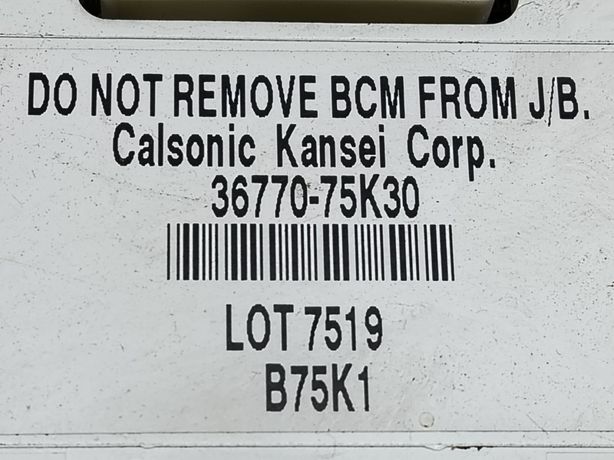 DO NOT REMOVE BCM FROM J/B.
Calsonic Kansei Corp.
36770-75K30
LOT 7519
B75K1